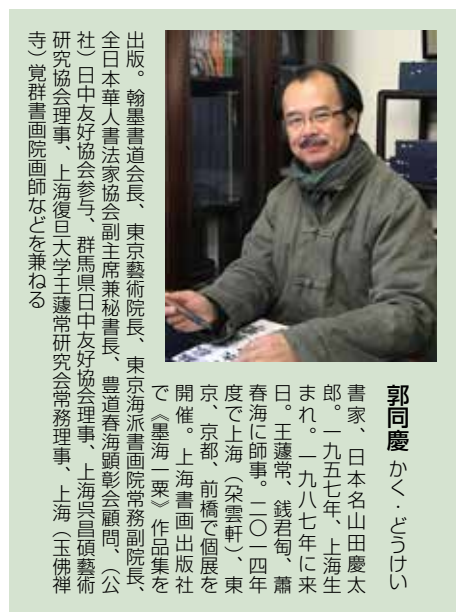 郭同慶 かく・どうけい
書家、日本名山田慶太
郎。一九五七年、上海生
まれ。一九八七年に来
日。王蘧常、銭君匋、蕭
春海に師事。二〇一四年
度で上海（朶雲軒）、東
京、京都、前橋で個展を
開催。上海書画出版社
で《墨海一粟》作品集を
出版。翰墨書道会長、東京藝術院長、東京海派書画院常務副院長、
全日本華人書法家協会副主席兼秘書長、豊道春海顕彰会顧問、（公
社）日中友好協会参与、群馬県日中友好協会理事、上海呉昌碩藝術
研究協会理事、上海復旦大学王蘧常研究会常務理事、上海（玉佛禅
寺）覚群書画院画師などを兼ねる